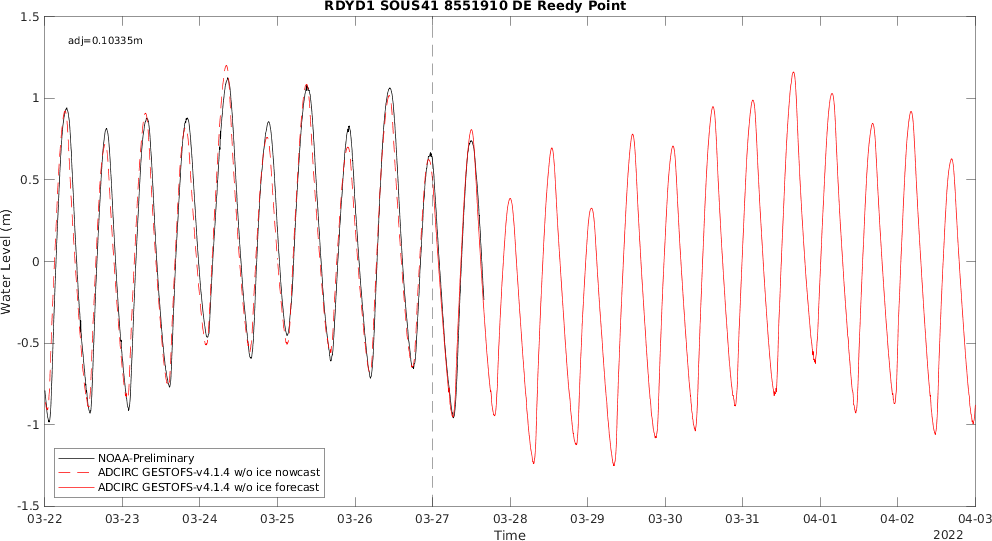 RDYD1 SOUS41 8551910 DE Reedy Point
adj=0.10335m
Water Level (m)
1.5
1
0.5
0
-0.5
-1
-1.5
NOAA-Preliminary
ADCIRC GESTOFS-v4.1.4 w/o ice nowcast
ADCIRC GESTOFS-v4.1.4 w/o ice forecast
03-22 03-23 03-24 03-25 03-26 03-27 03-28 03-29 03-30 03-31 04-01 04-02 04-03
Time
2022